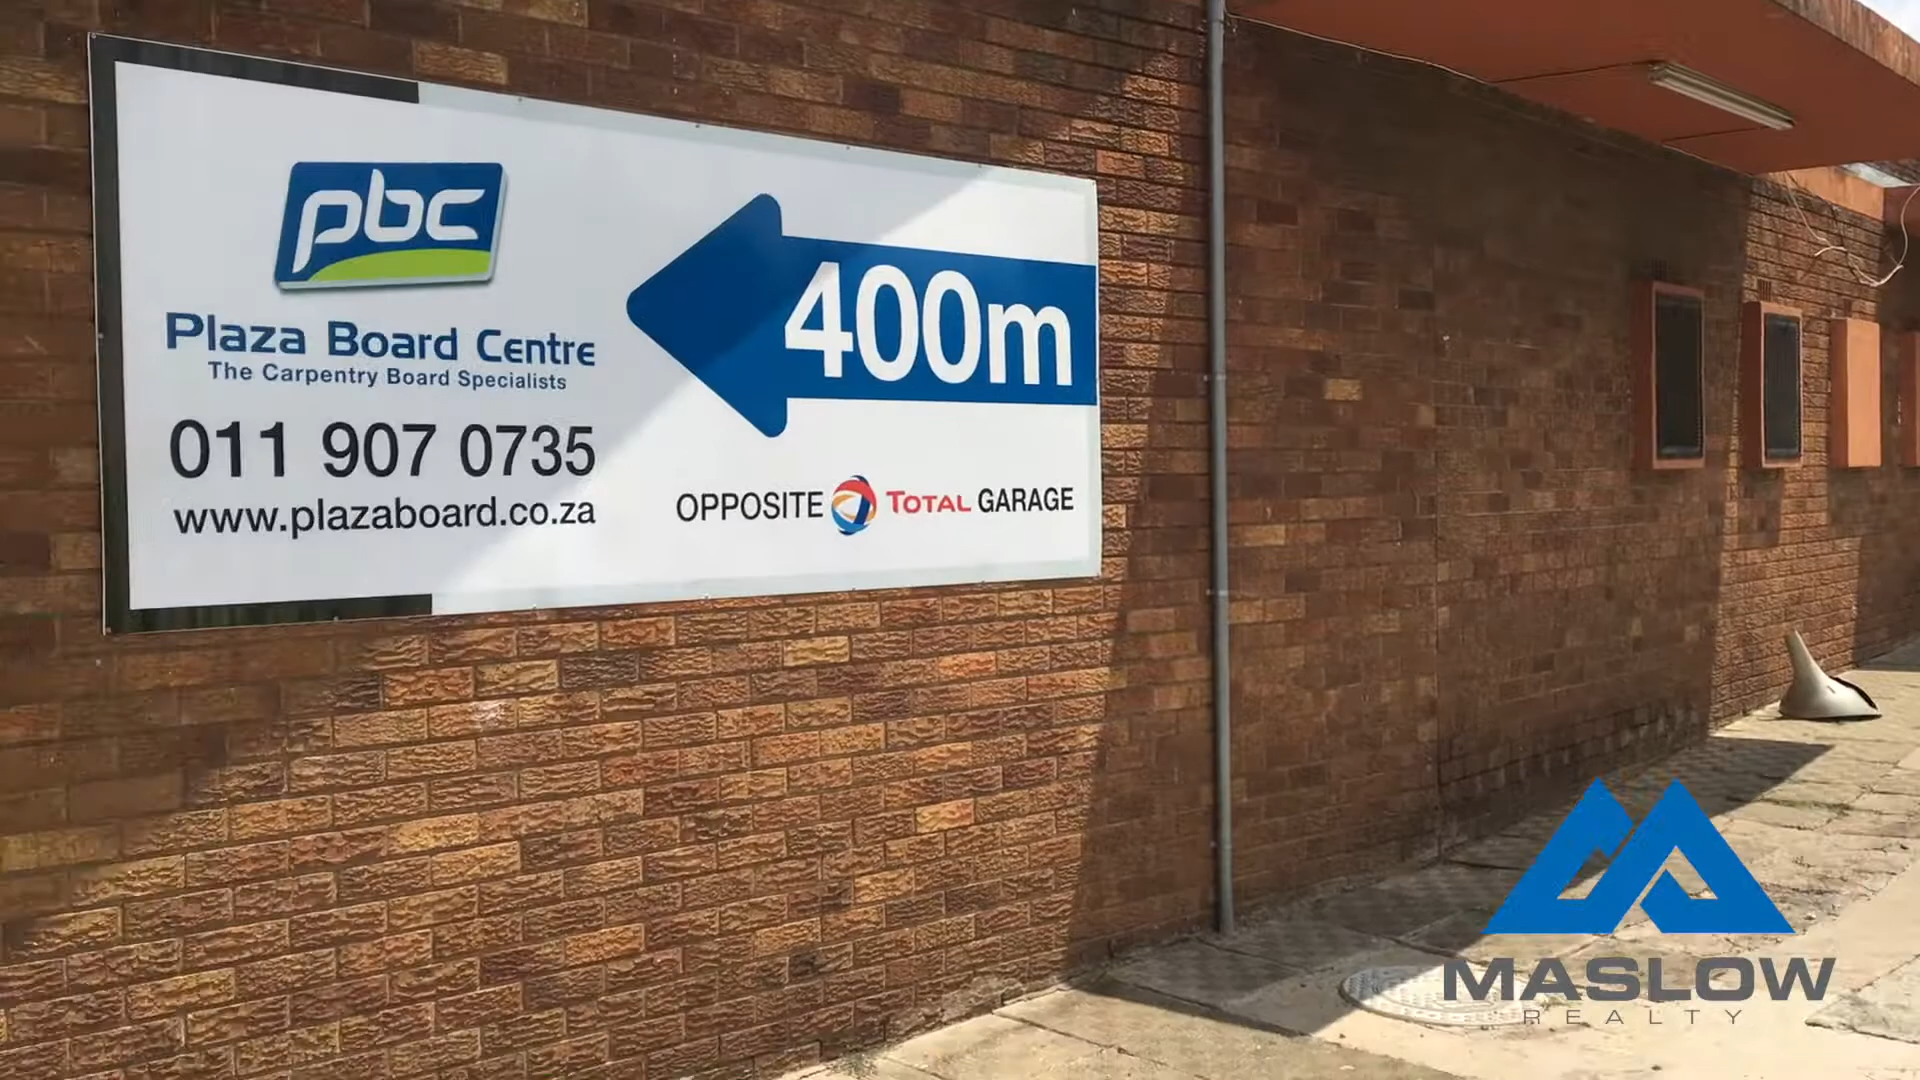 pbc
Plaza Board Centre
The Carpentry Board Specialists
011 907 0735
www.plazaboard.co.za
400m
OPPOSITE TOTAL GARAGE
MASLOW
REALTY